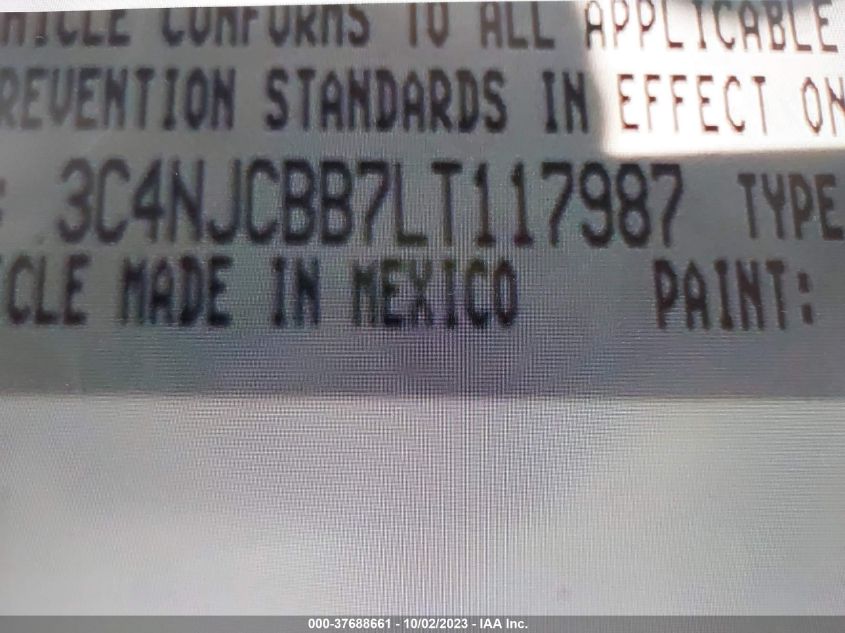 HICLE CONFORMS TO ALL APPLICABLE
REVENTION STANDARDS IN EFFECT ON
: 3C4NJCBB7LT117987 TYPE
CLE MADE IN MEXICO PAINT:
000-37688661 - 10/02/2023 - IAA Inc.